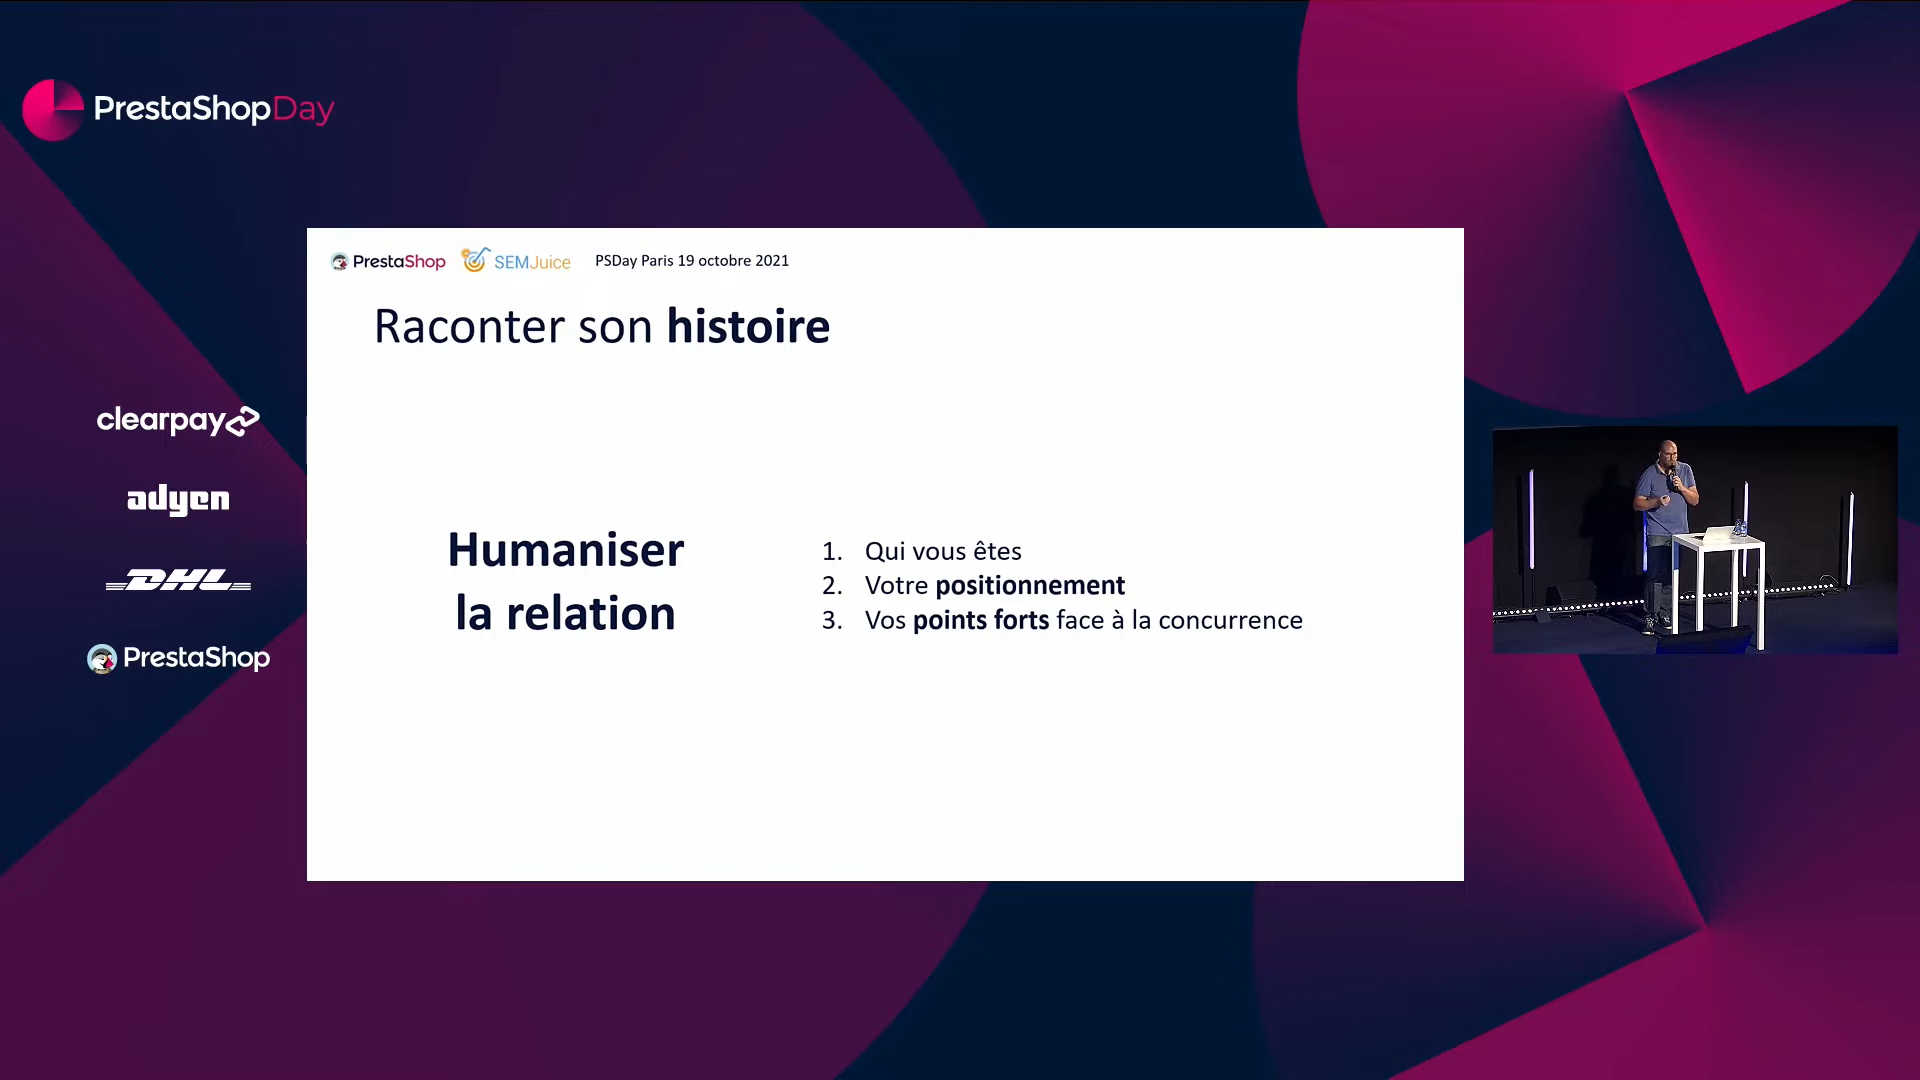 PrestaShopDay
clearpay
adyen
DHL
PrestaShop
PrestaShop SEMJuice PSDay Paris 19 octobre 2021
Raconter son histoire
Humaniser
la relation
1. Qui vous êtes
2. Votre positionnement
3. Vos points forts face à la concurrence